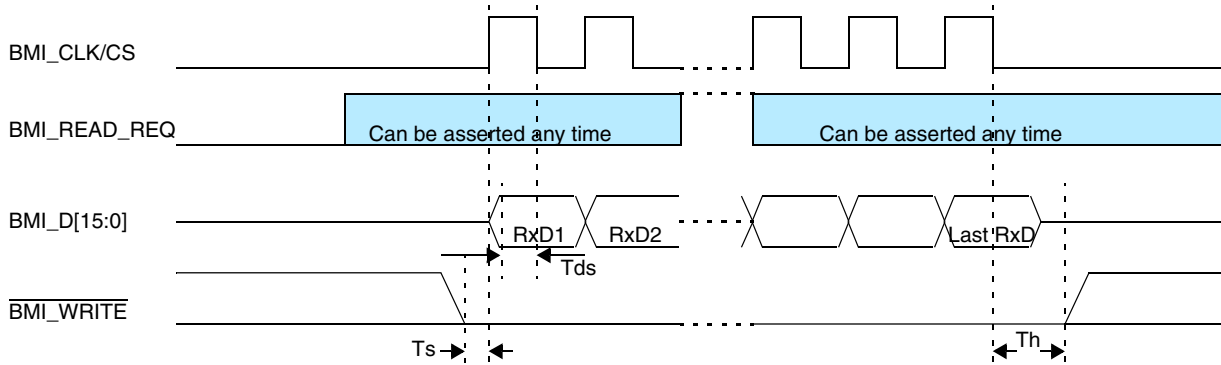 BMI_CLK/CS
BMI_READ_REQ
Can be asserted any time
Can be asserted any time
BMI_D[15:0]
RxD1
RxD2
Last RxD
Tds
BMI_WRITE
Ts
Th